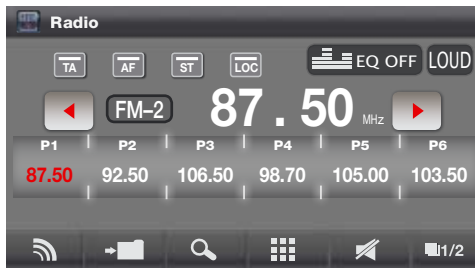 Radio
TA AF ST LOC EQ OFF LOUD
FM-2 87.50 MHz
P1 P2 P3 P4 P5 P6
87.50 92.50 106.50 98.70 105.00 103.50
1/2